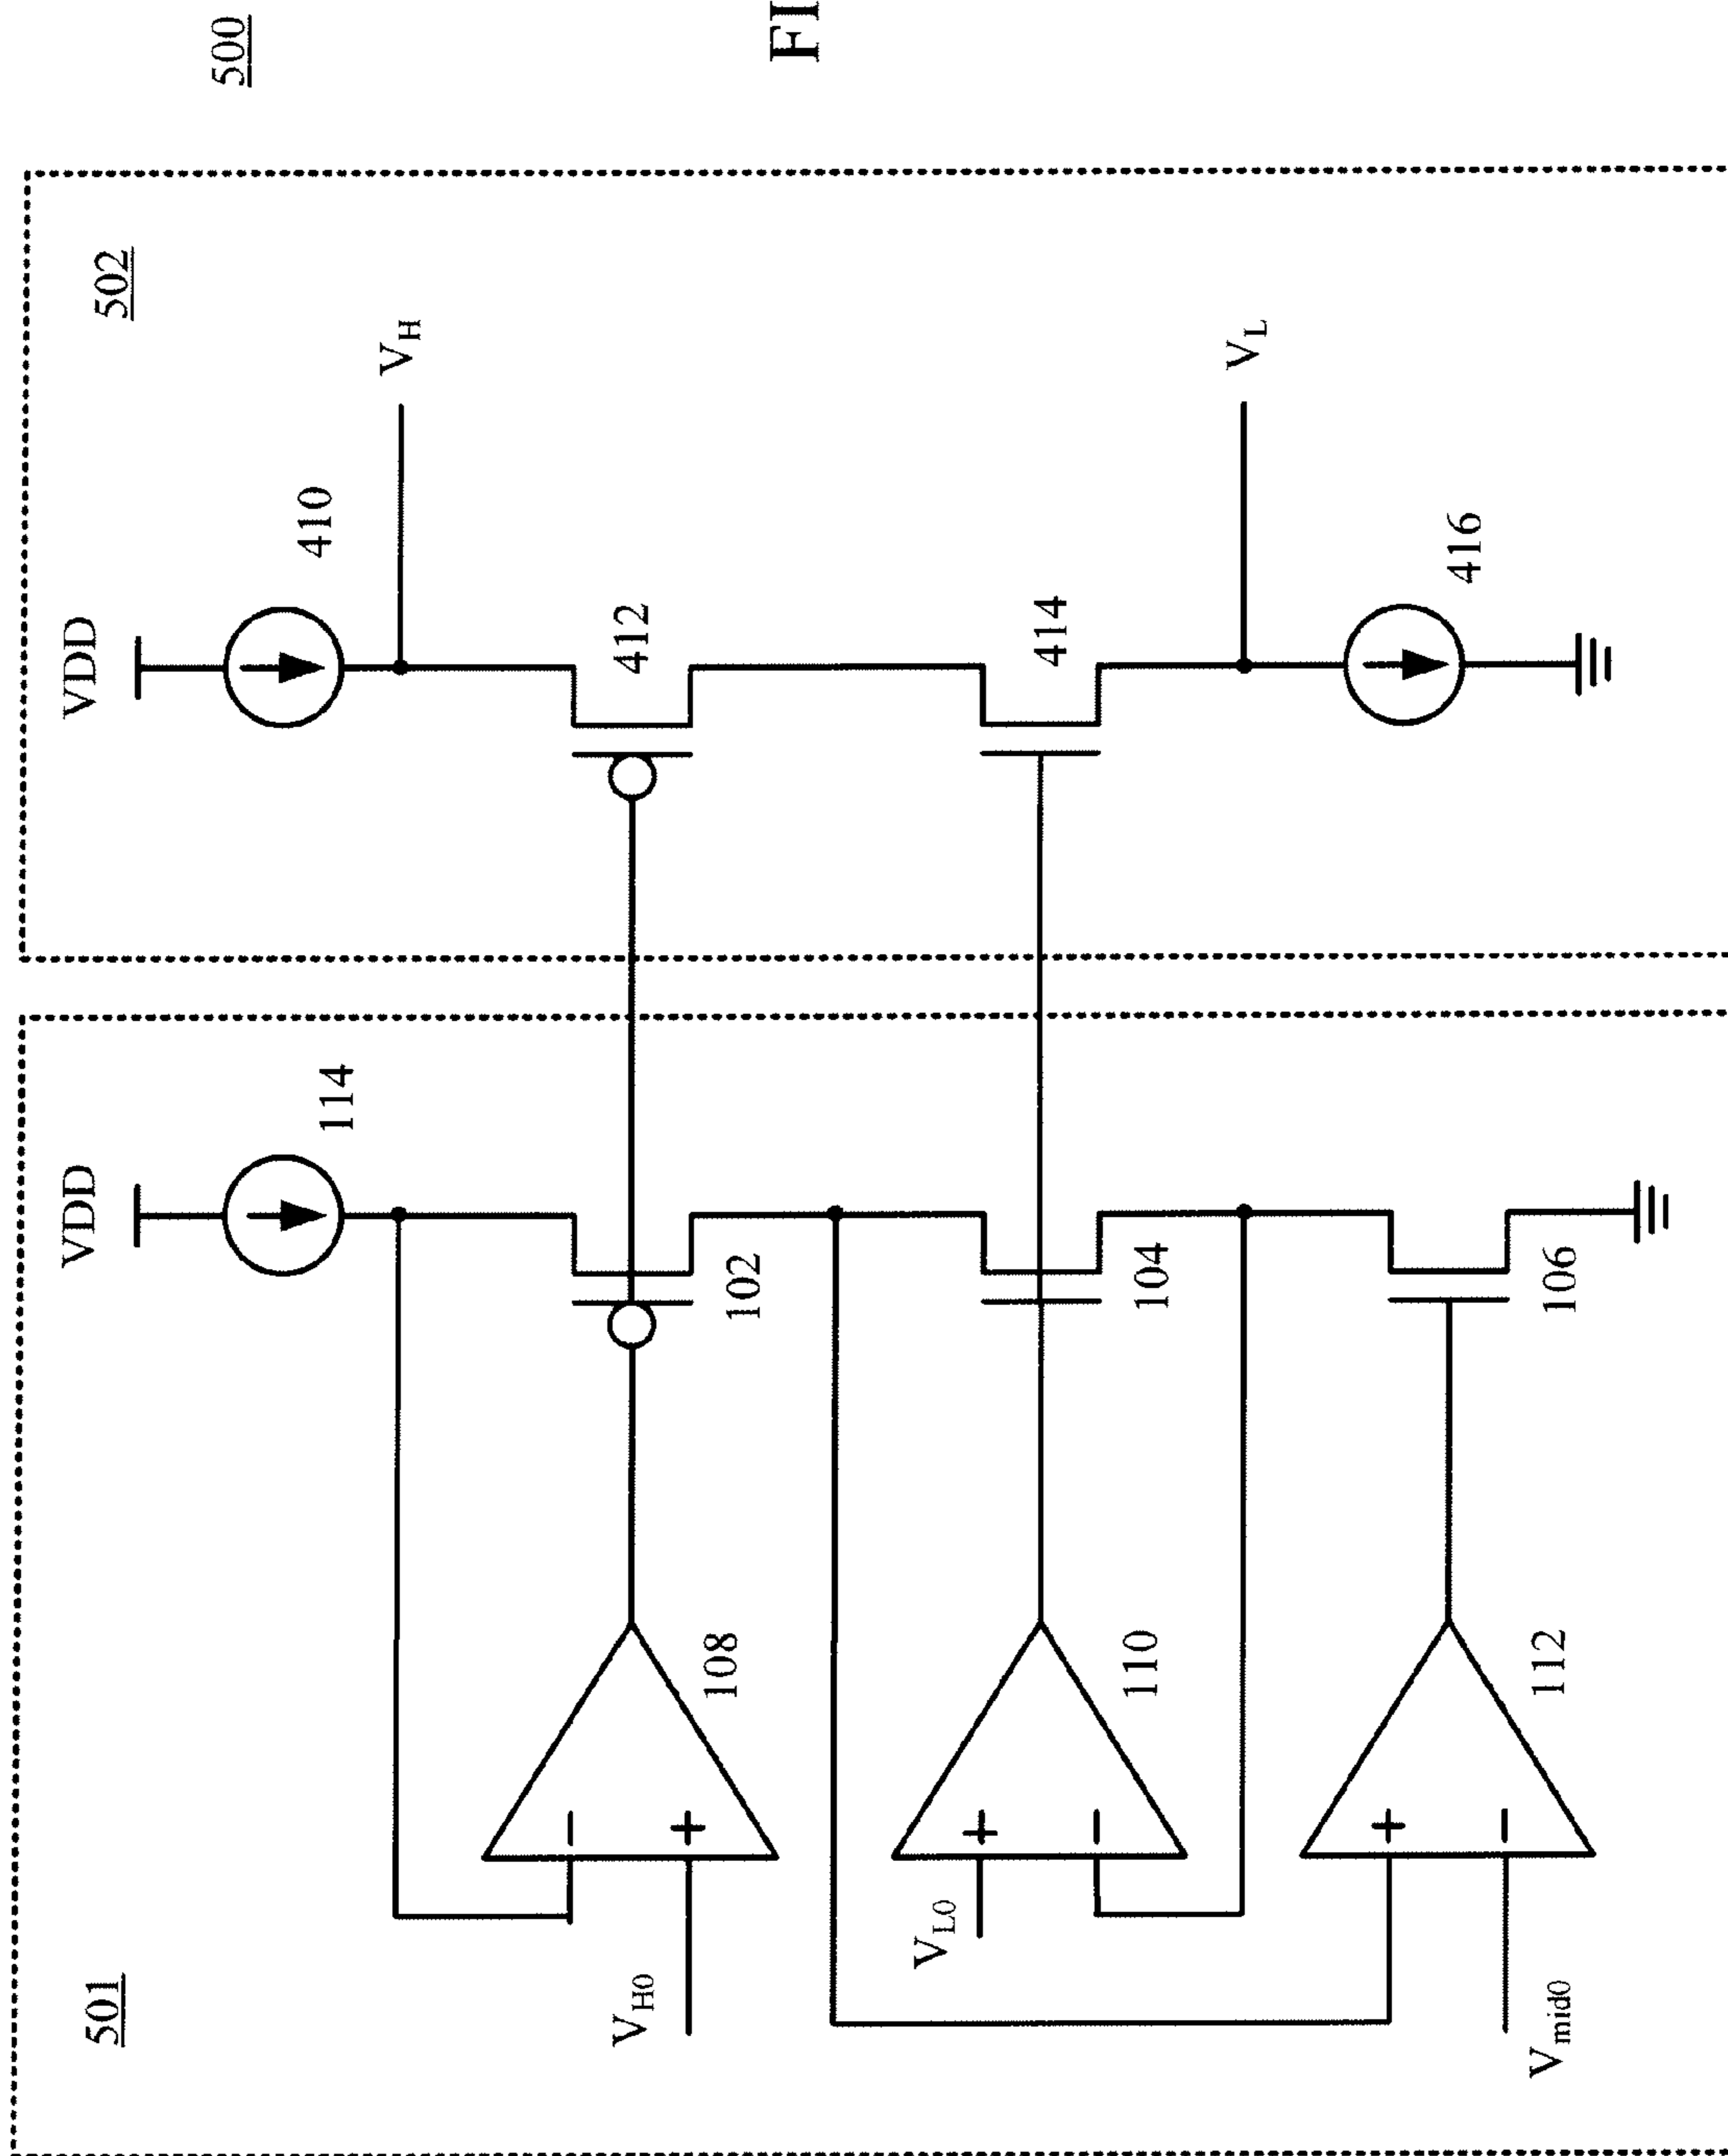 500
FI
502
VDD
410
V_H
412
414
V_L
416
501
VDD
114
102
104
106
108
V_H0
110
V_L0
112
V_mid0
- +
+ -
+ -